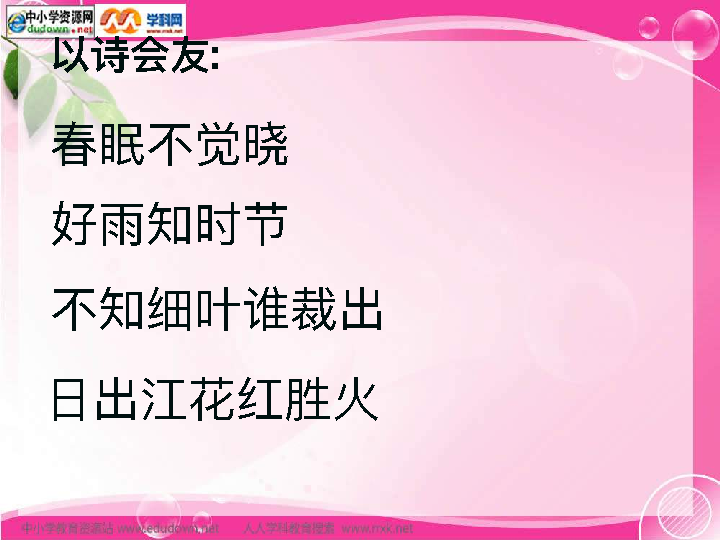 中小学资源网
edudown.net
学科网
www.nxk.net
以诗会友:
春眠不觉晓
好雨知时节
不知细叶谁裁出
日出江花红胜火
中小学教育资源站 www.edudown.net 人人学科教育搜索 www.rrxk.net